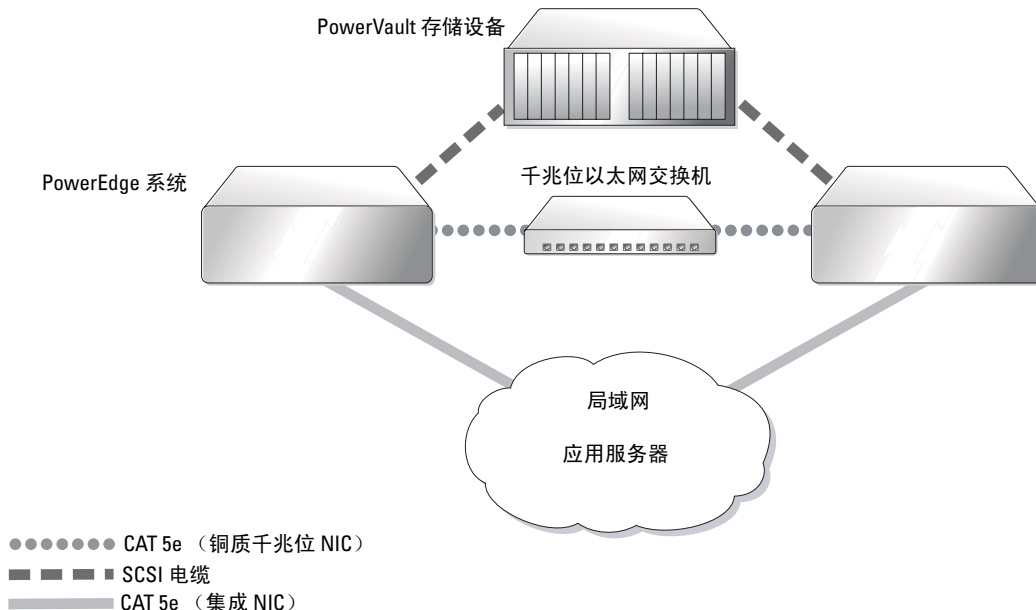 PowerVault 存储设备
PowerEdge 系统
千兆位以太网交换机
局域网
应用服务器
CAT 5e （铜质千兆位 NIC）
SCSI 电缆
CAT 5e （集成 NIC）